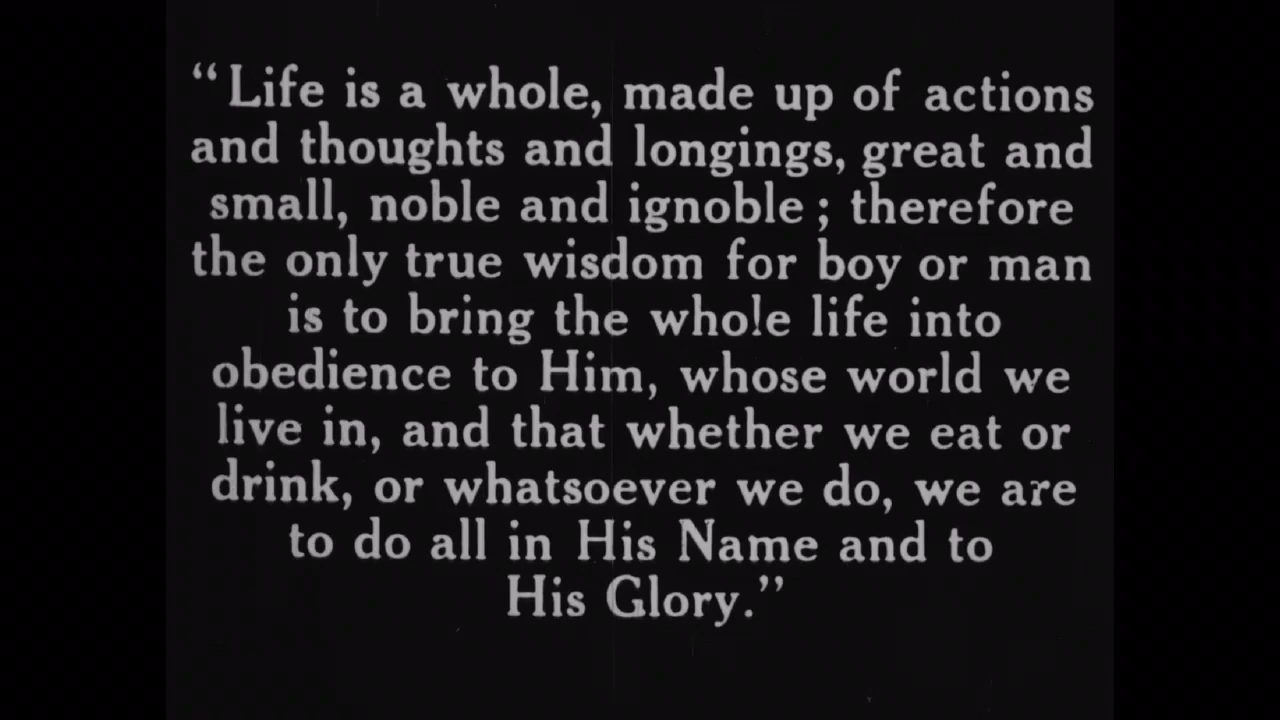 “Life is a whole, made up of actions
and thoughts and longings, great and
small, noble and ignoble ; therefore
the only true wisdom for boy or man
is to bring the whole life into
obedience to Him, whose world we
live in, and that whether we eat or
drink, or whatsoever we do, we are
to do all in His Name and to
His Glory.”